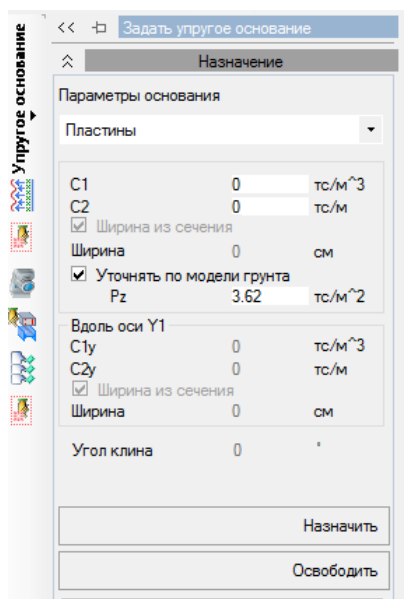 Упругое основание
<< Задать упругое основание
Назначение
Параметры основания
Пластины
C1 0 тс/м^3
C2 0 тс/м
Ширина из сечения
Ширина 0 см
Уточнять по модели грунта
Pz 3.62 тс/м^2
Вдоль оси Y1
C1y 0 тс/м^3
C2y 0 тс/м
Ширина из сечения
Ширина 0 см
Угол клина 0 °
Назначить
Освободить